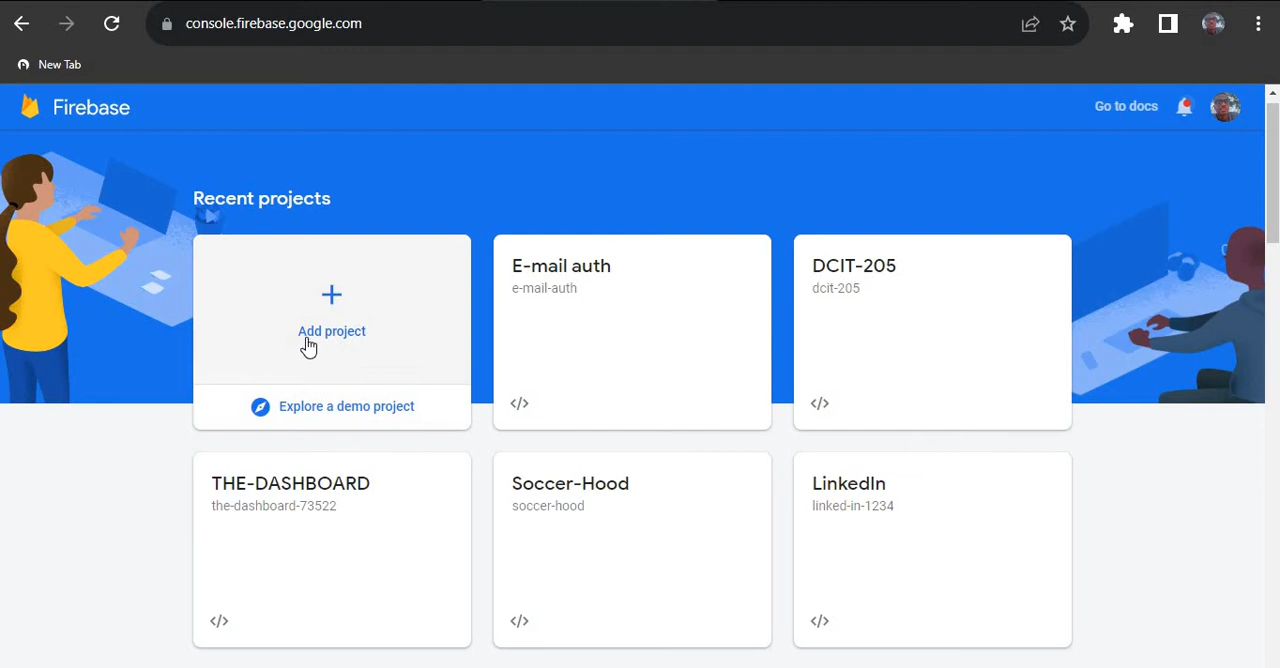 console.firebase.google.com
New Tab
Firebase
Go to docs
Recent projects
Add project
Explore a demo project
E-mail auth
e-mail-auth
</>
DCIT-205
dcit-205
</>
THE-DASHBOARD
the-dashboard-73522
</>
Soccer-Hood
soccer-hood
</>
LinkedIn
linked-in-1234
</>